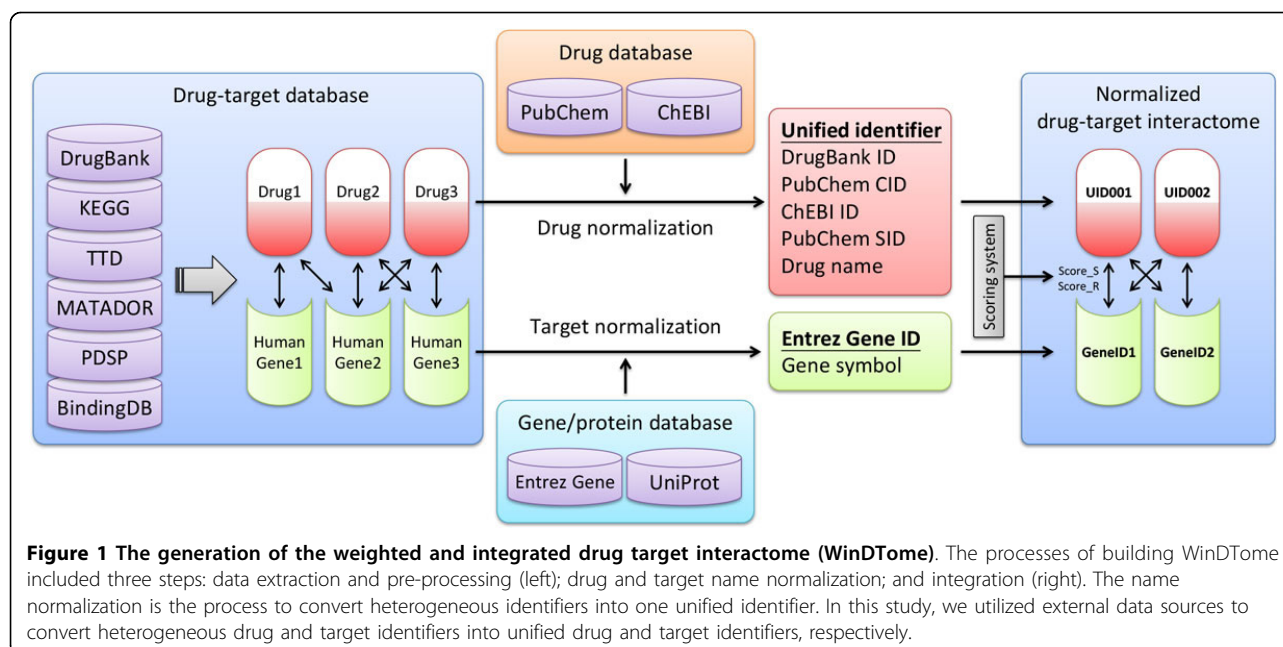 Drug-target database
DrugBank
KEGG
TTD
MATADOR
PDSP
BindingDB
Drug1
Drug2
Drug3
Human
Gene1
Human
Gene2
Human
Gene3
Drug database
PubChem
ChEBI
Drug normalization
Target normalization
Gene/protein database
Entrez Gene
UniProt
Unified identifier
DrugBank ID
PubChem CID
ChEBI ID
PubChem SID
Drug name
Entrez Gene ID
Gene symbol
Scoring system
Normalized
drug-target interactome
UID001
UID002
Score_S
Score_R
GeneID1
GeneID2
Figure 1 The generation of the weighted and integrated drug target interactome (WinDTome). The processes of building WinDTome
included three steps: data extraction and pre-processing (left); drug and target name normalization; and integration (right). The name
normalization is the process to convert heterogeneous identifiers into one unified identifier. In this study, we utilized external data sources to
convert heterogeneous drug and target identifiers into unified drug and target identifiers, respectively.